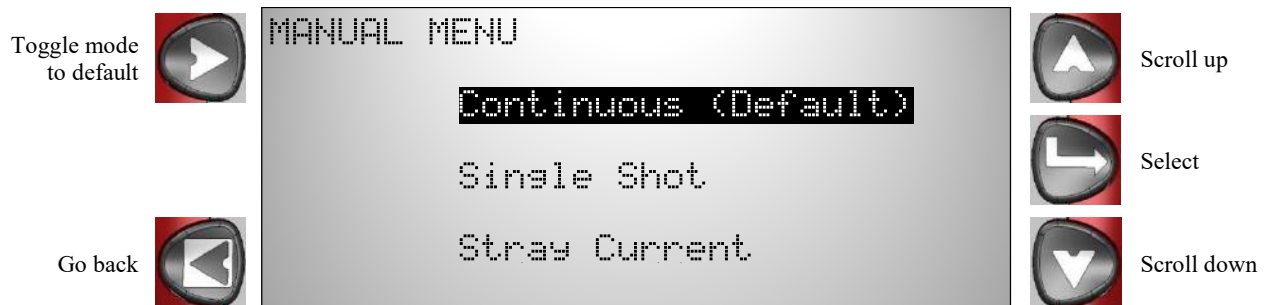 Toggle mode
to default
MANUAL MENU
Continuous (Default)
Single Shot
Stray Current
Go back
Scroll up
Select
Scroll down